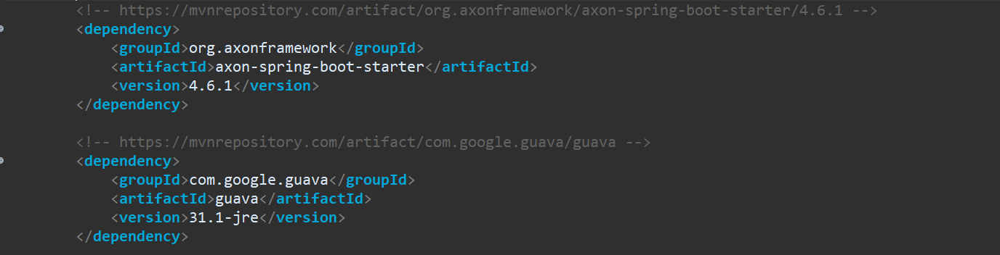 <!-- https://mvnrepository.com/artifact/org.axonframework/axon-spring-boot-starter/4.6.1 -->
<dependency>
<groupId>org.axonframework</groupId>
<artifactId>axon-spring-boot-starter</artifactId>
<version>4.6.1</version>
</dependency>
<!-- https://mvnrepository.com/artifact/com.google.guava/guava -->
<dependency>
<groupId>com.google.guava</groupId>
<artifactId>guava</artifactId>
<version>31.1-jre</version>
</dependency>